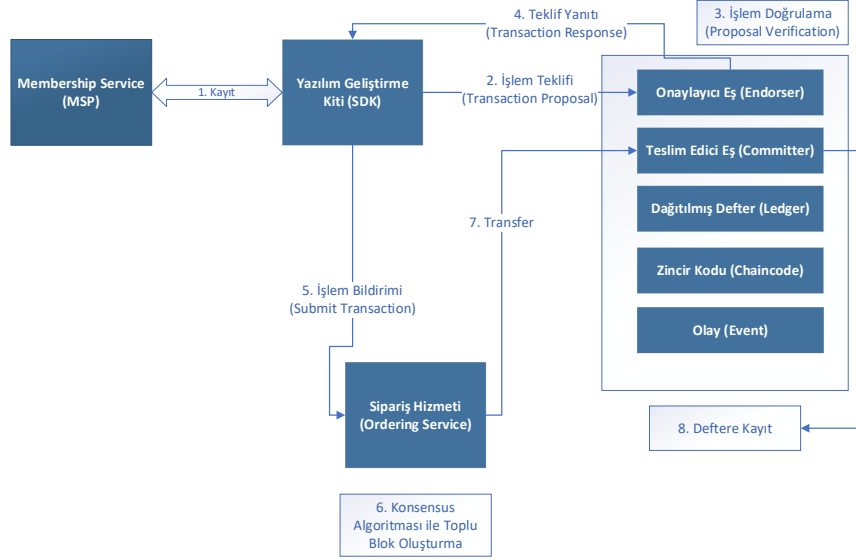 4. Teklif Yanıtı
(Transaction Response)
3. İşlem Doğrulama
(Proposal Verification)
Membership Service
(MSP)
1. Kayıt
Yazılım Geliştirme
Kiti (SDK)
2. İşlem Teklifi
(Transaction Proposal)
Onaylayıcı Eş (Endorser)
Teslim Edici Eş (Committer)
Dağıtılmış Defter (Ledger)
Zincir Kodu (Chaincode)
Olay (Event)
7. Transfer
5. İşlem Bildirimi
(Submit Transaction)
Sipariş Hizmeti
(Ordering Service)
8. Deftere Kayıt
6. Konsensus
Algoritması ile Toplu
Blok Oluşturma